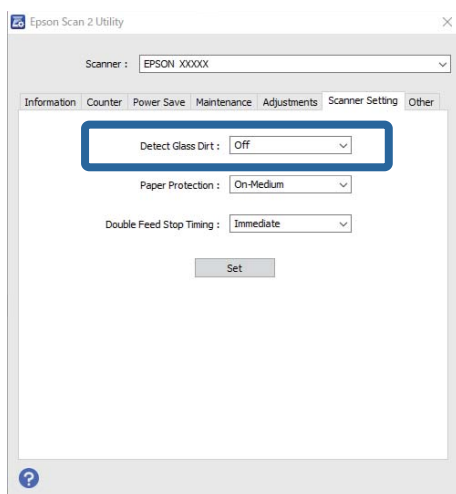 Epson Scan 2 Utility
Scanner : EPSON XXXXX
Information Counter Power Save Maintenance Adjustments Scanner Setting Other
Detect Glass Dirt : Off
Paper Protection : On-Medium
Double Feed Stop Timing : Immediate
Set
?